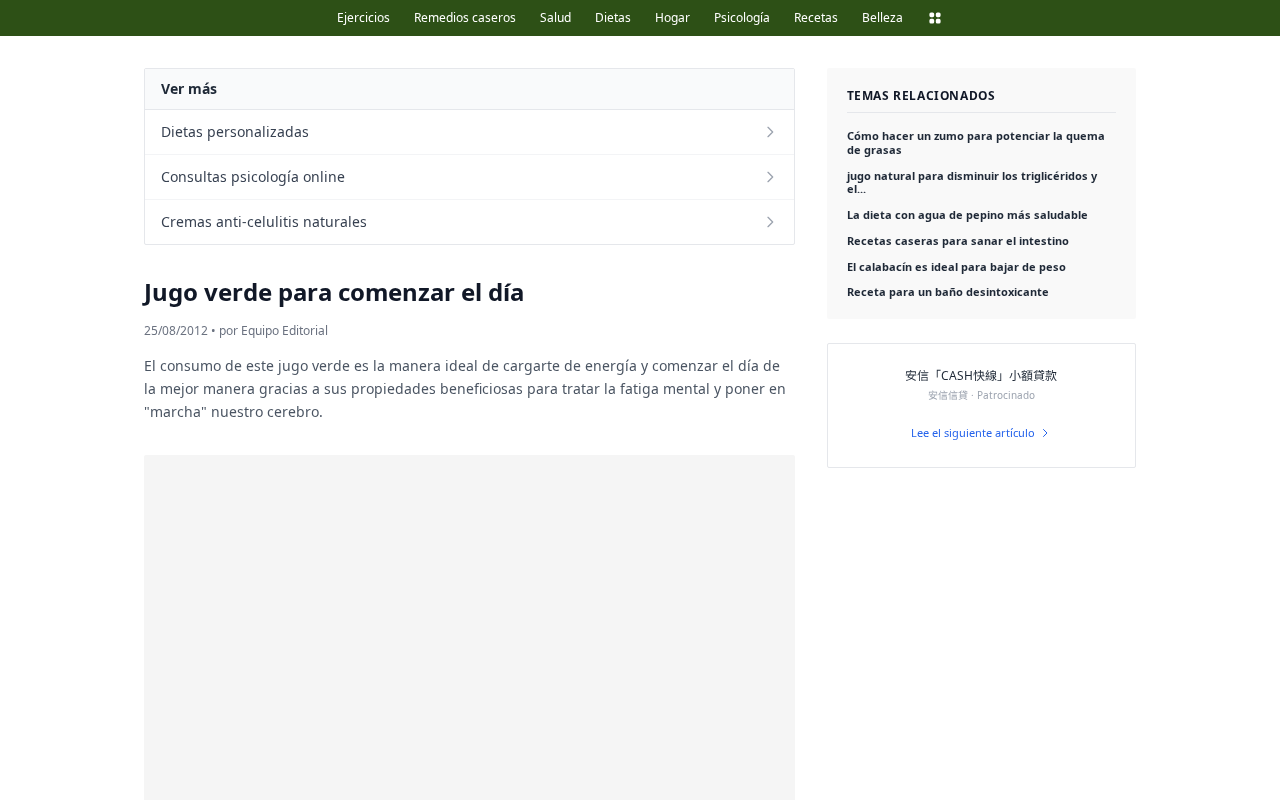 Ejercicios Remedios caseros Salud Dietas Hogar Psicología Recetas Belleza
Ver más
Dietas personalizadas
Consultas psicología online
Cremas anti-celulitis naturales
Jugo verde para comenzar el día
25/08/2012 • por Equipo Editorial
El consumo de este jugo verde es la manera ideal de cargarte de energía y comenzar el día de
la mejor manera gracias a sus propiedades beneficiosas para tratar la fatiga mental y poner en
"marcha" nuestro cerebro.
TEMAS RELACIONADOS
Cómo hacer un zumo para potenciar la quema
de grasas
jugo natural para disminuir los triglicéridos y
el...
La dieta con agua de pepino más saludable
Recetas caseras para sanar el intestino
El calabacín es ideal para bajar de peso
Receta para un baño desintoxicante
安信「CASH快線」小額貸款
安信信貸 · Patrocinado
Lee el siguiente artículo